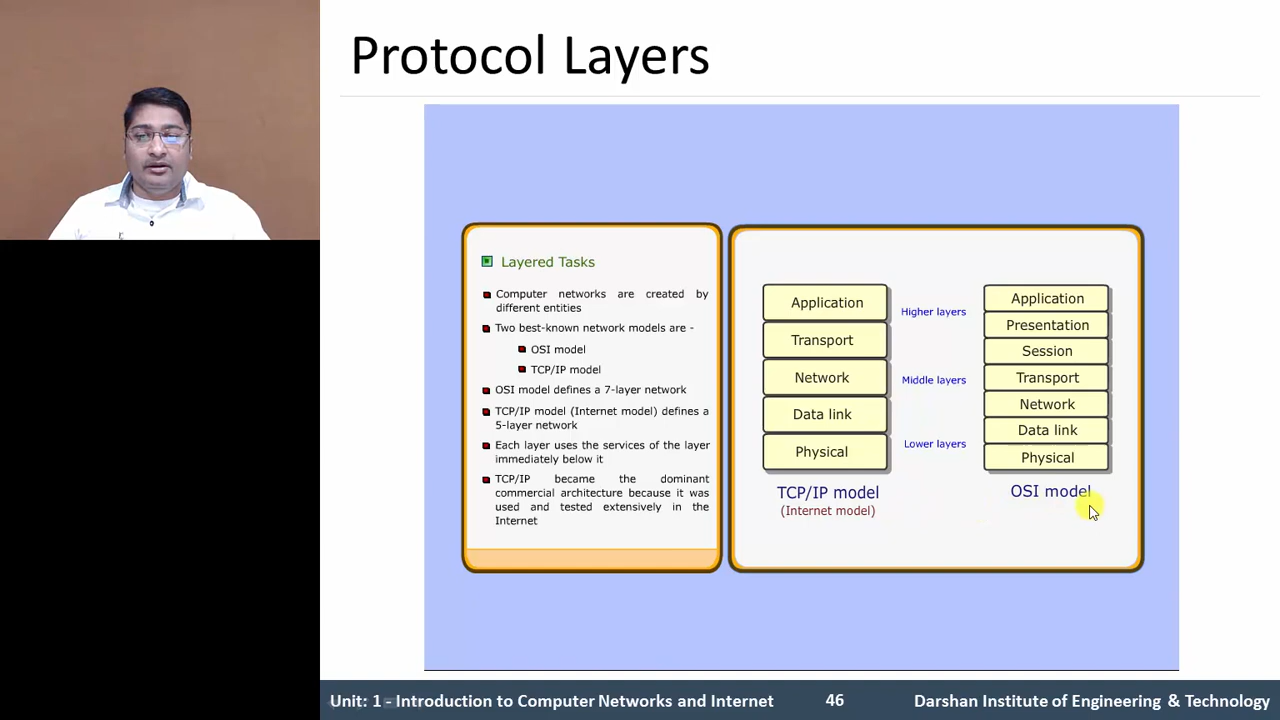 Protocol Layers
Layered Tasks
Computer networks are created by
different entities
Two best-known network models are -
OSI model
TCP/IP model
OSI model defines a 7-layer network
TCP/IP model (Internet model) defines a
5-layer network
Each layer uses the services of the layer
immediately below it
TCP/IP became the dominant
commercial architecture because it was
used and tested extensively in the
Internet
Application
Transport
Network
Data link
Physical
TCP/IP model
(Internet model)
Higher layers
Middle layers
Lower layers
Application
Presentation
Session
Transport
Network
Data link
Physical
OSI model
Unit: 1 - Introduction to Computer Networks and Internet
46
Darshan Institute of Engineering & Technology